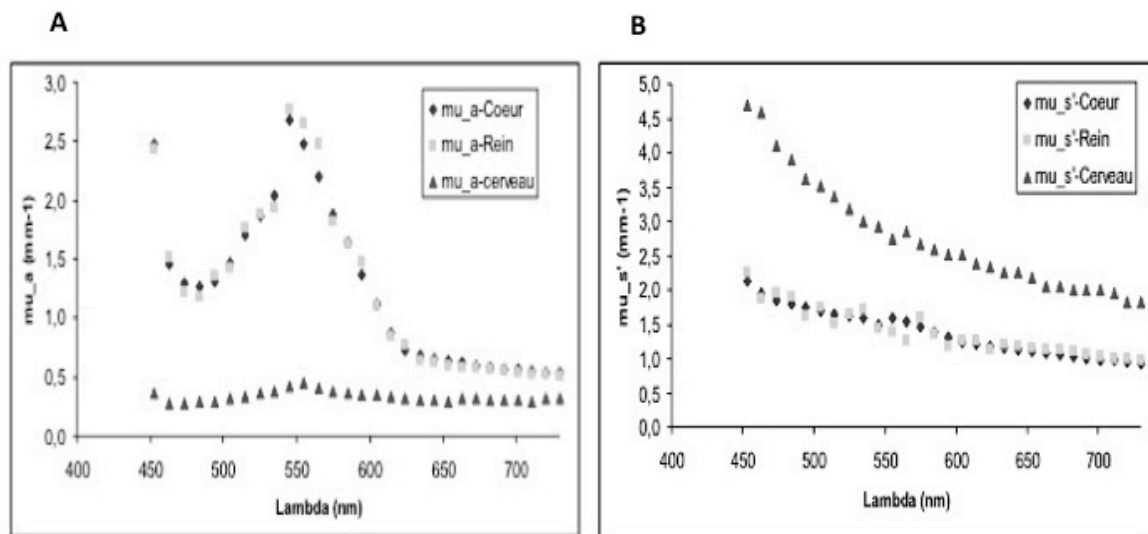 A
3,0
2,5
2,0
1,5
1,0
0,5
0,0
mu_a (mm-1)
400 450 500 550 600 650 700
Lambda (nm)
mu_a-Coeur
mu_a-Rein
mu_a-cerveau
B
5,0
4,5
4,0
3,5
3,0
2,5
2,0
1,5
1,0
0,5
0,0
mu_s' (mm-1)
400 450 500 550 600 650 700
Lambda (nm)
mu_s'-Coeur
mu_s'-Rein
mu_s'-Cerveau